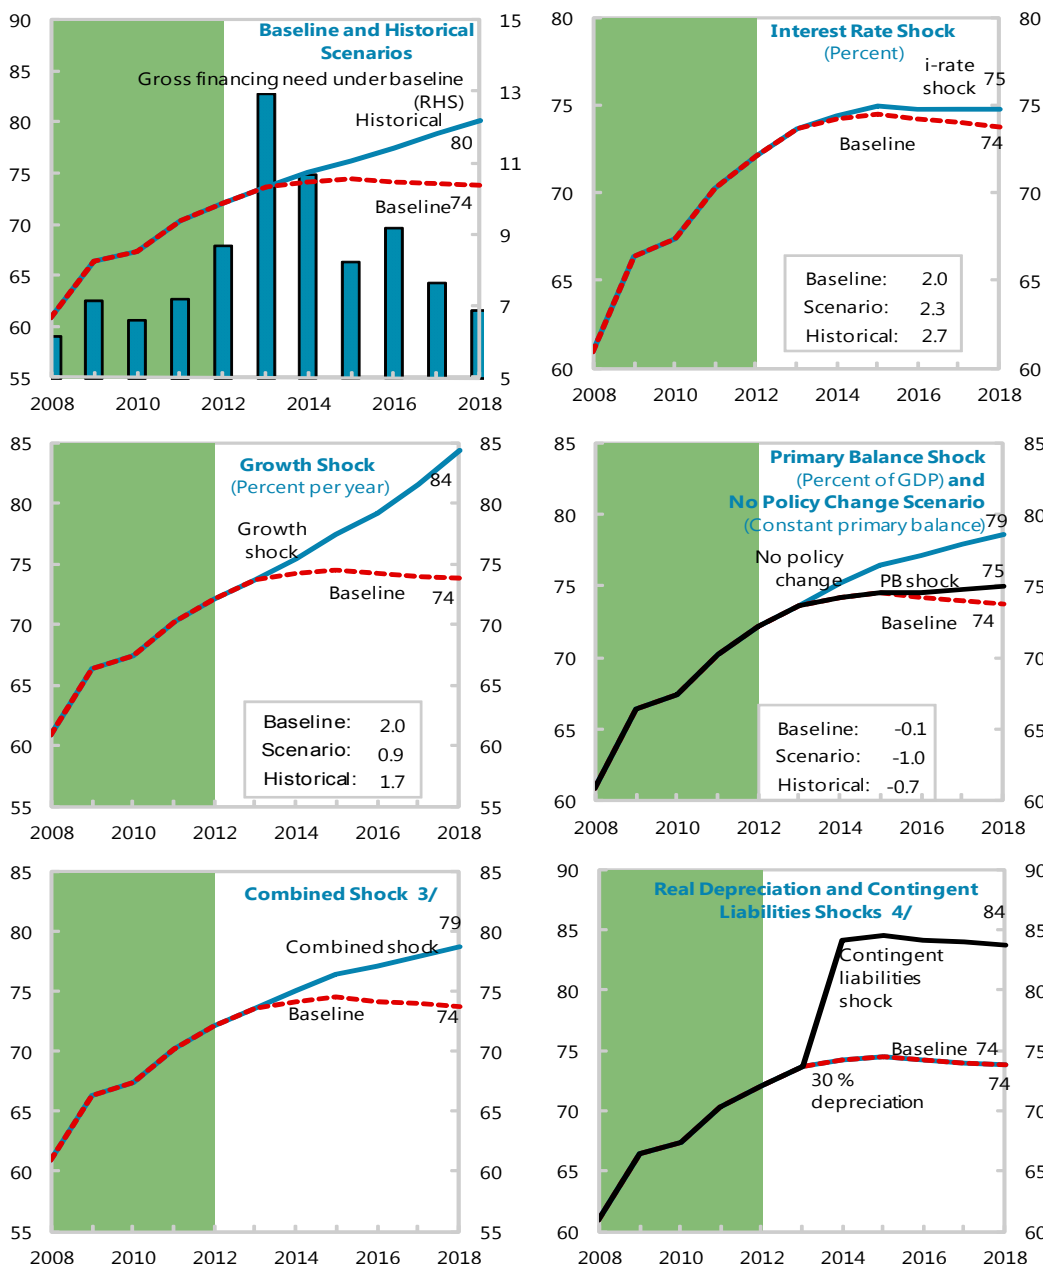 Baseline and Historical
Scenarios
Gross financing need under baseline
(RHS)
Historical
80
Baseline
74
90
85
80
75
70
65
60
55
15
13
11
9
7
5
2008 2010 2012 2014 2016 2018
Interest Rate Shock
(Percent)
i-rate
shock
75
Baseline
74
Baseline: 2.0
Scenario: 2.3
Historical: 2.7
80
75
70
65
60
80
75
70
65
60
2008 2010 2012 2014 2016 2018
Growth Shock
(Percent per year)
84
Growth
shock
Baseline
74
Baseline: 2.0
Scenario: 0.9
Historical: 1.7
85
80
75
70
65
60
55
85
80
75
70
65
60
55
2008 2010 2012 2014 2016 2018
Primary Balance Shock
(Percent of GDP) and
No Policy Change Scenario
(Constant primary balance)
79
No policy
change
PB shock
75
Baseline
74
Baseline: -0.1
Scenario: -1.0
Historical: -0.7
85
80
75
70
65
60
85
80
75
70
65
60
2008 2010 2012 2014 2016 2018
Combined Shock 3/
79
Combined shock
Baseline
74
85
80
75
70
65
60
55
85
80
75
70
65
60
55
2008 2010 2012 2014 2016 2018
Real Depreciation and Contingent
Liabilities Shocks 4/
84
Contingent
liabilities
shock
Baseline 74
74
30 %
depreciation
90
85
80
75
70
65
60
90
85
80
75
70
65
60
2008 2010 2012 2014 2016 2018